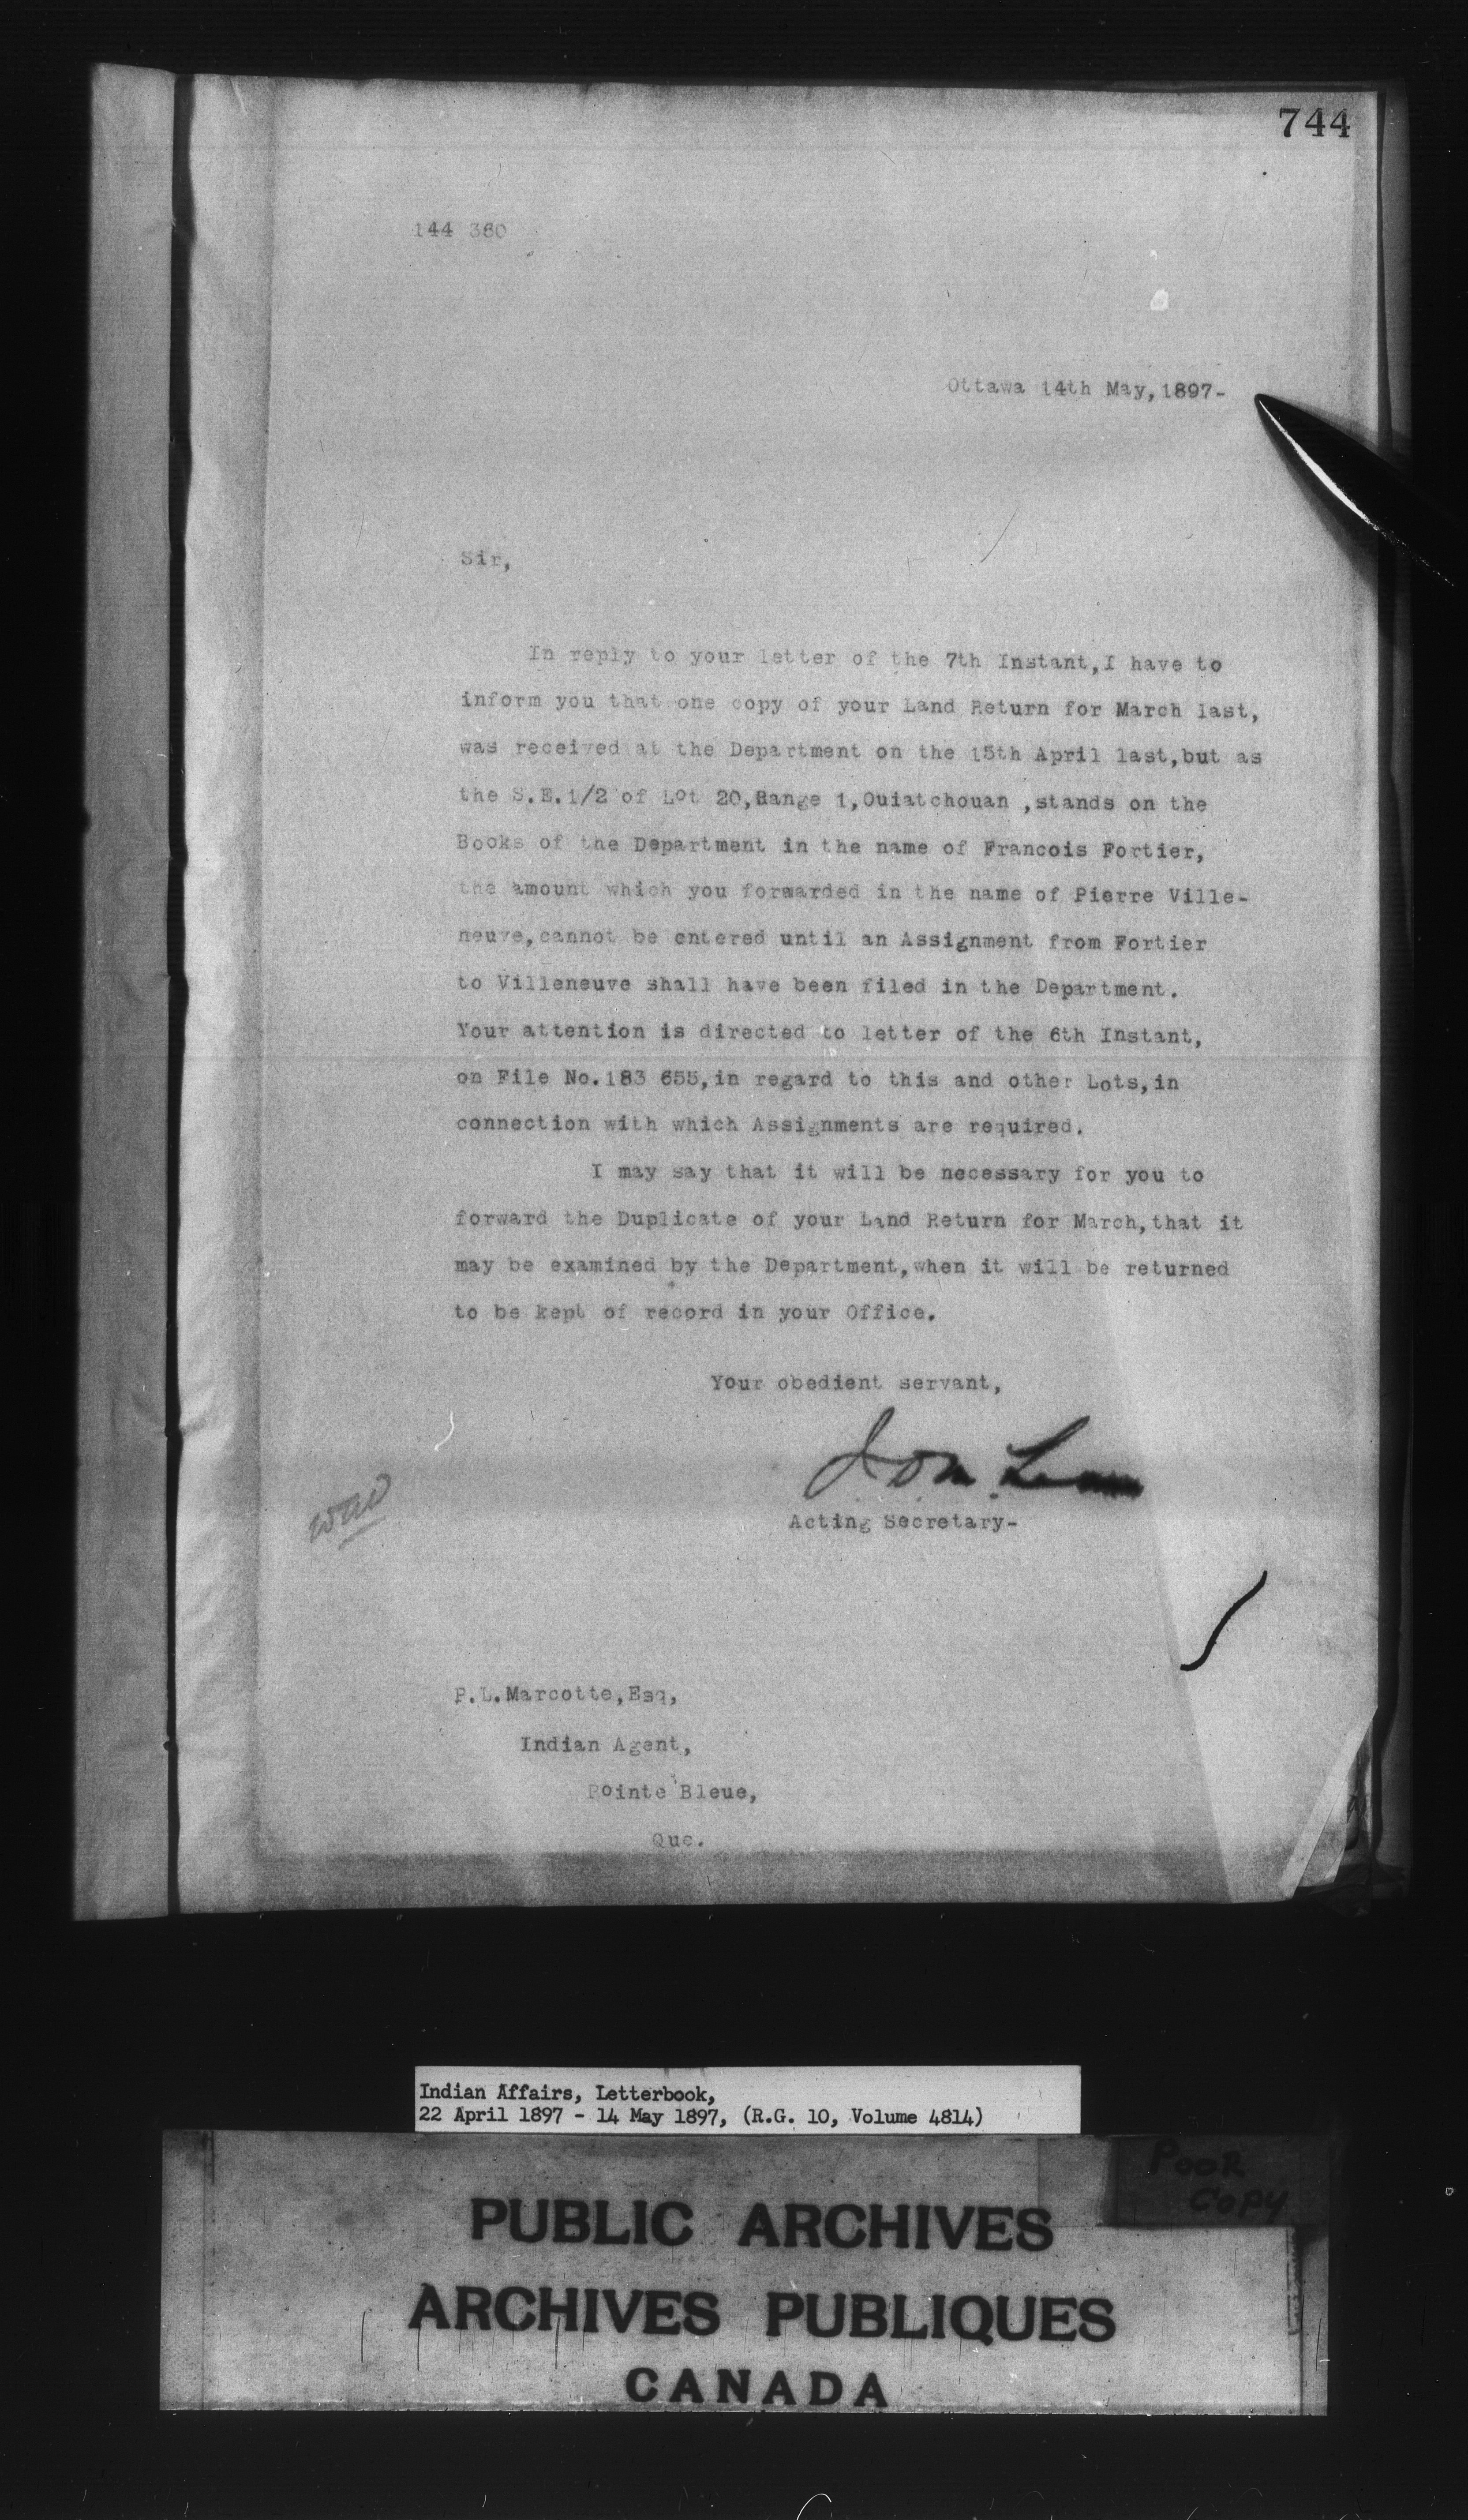 744
144 360
Ottawa 14th May, 1897-
Sir,
In reply to your letter of the 7th Instant, I have to
inform you that one copy of your Land Return for March last,
was received at the Department on the 15th April last, but as
the S.E. 1/2 of Lot 20, Range 1, Ouiatchouan , stands on the
Books of the Department in the name of Francois Fortier,
the amount which you forwarded in the name of Pierre Ville-
neuve, cannot be entered until an Assignment from Fortier
to Villeneuve shall have been filed in the Department.
Your attention is directed to letter of the 6th Instant,
on File No. 183 655, in regard to this and other Lots, in
connection with which Assignments are required.
I may say that it will be necessary for you to
forward the Duplicate of your Land Return for March, that it
may be examined by the Department, when it will be returned
to be kept of record in your Office.
Your obedient servant,
Acting Secretary-
P. L. Marcotte, Esq,
Indian Agent,
Pointe Bleue,
Que.
Indian Affairs, Letterbook,
22 April 1897 - 14 May 1897, (R.G. 10, Volume 4814)
POOR
COPY
PUBLIC ARCHIVES
ARCHIVES PUBLIQUES
CANADA